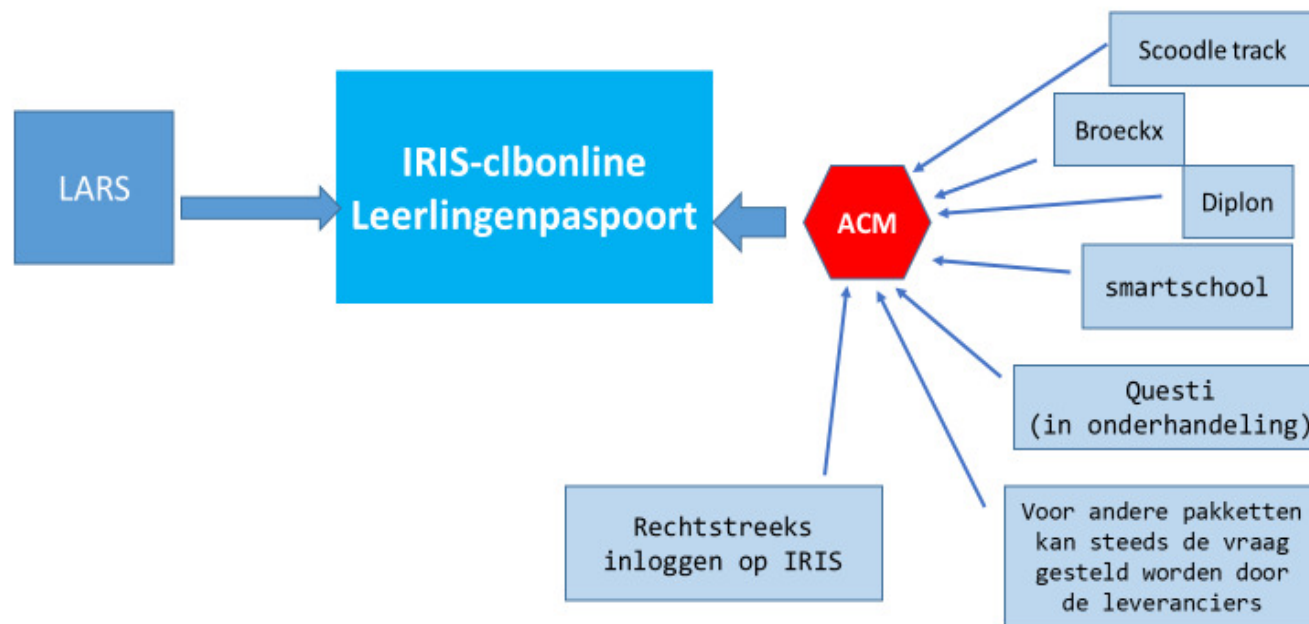 Scoodle track
Broeckx
LARS
IRIS-clbonline
Leerlingenpaspoort
ACM
Diplon
smartschool
Questi
(in onderhandeling)
Rechtstreeks
inloggen op IRIS
Voor andere pakketten
kan steeds de vraag
gesteld worden door
de leveranciers